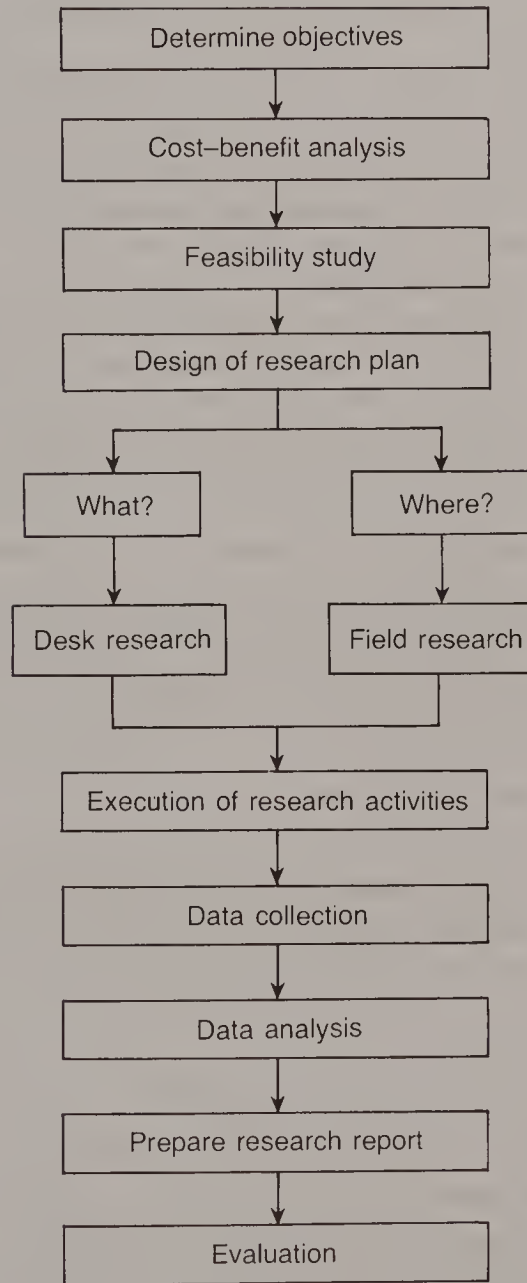 Determine objectives
Cost–benefit analysis
Feasibility study
Design of research plan
What?
Where?
Desk research
Field research
Execution of research activities
Data collection
Data analysis
Prepare research report
Evaluation